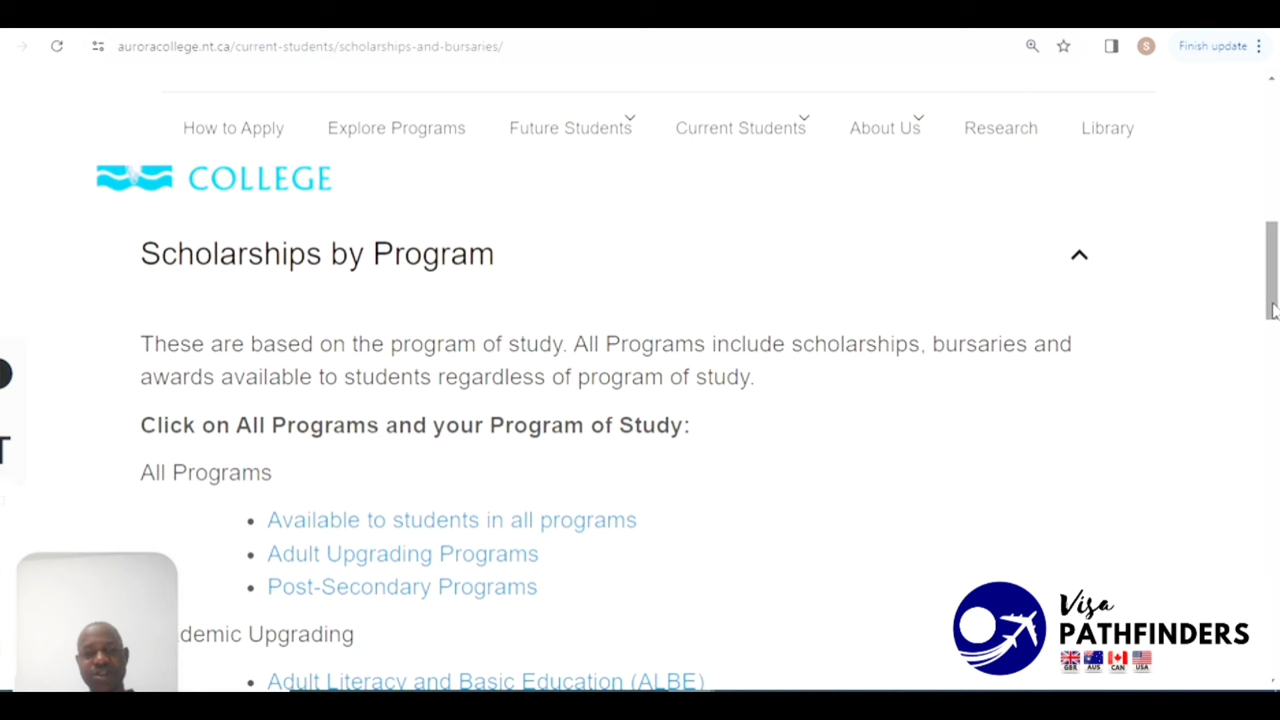 auroracollege.nt.ca/current-students/scholarships-and-bursaries/
S
Finish update
How to Apply Explore Programs Future Students Current Students About Us Research Library
COLLEGE
Scholarships by Program
These are based on the program of study. All Programs include scholarships, bursaries and
awards available to students regardless of program of study.
Click on All Programs and your Program of Study:
All Programs
Available to students in all programs
Adult Upgrading Programs
Post-Secondary Programs
demic Upgrading
Adult Literacy and Basic Education (ALBE)
T
Visa
PATHFINDERS
GBR AUS CAN USA